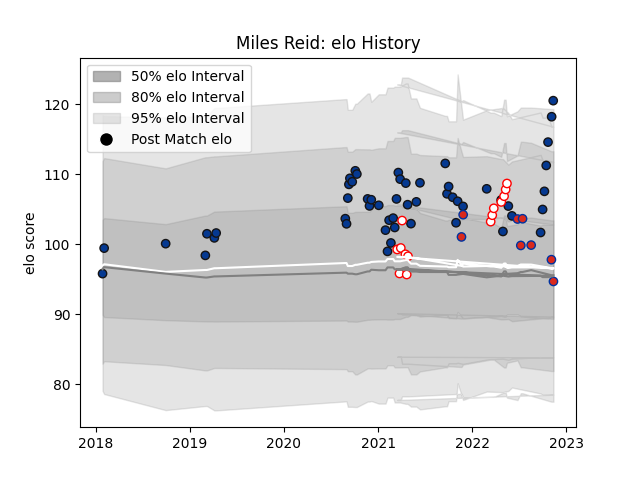 Miles Reid: elo History
50% elo Interval
80% elo Interval
95% elo Interval
Post Match elo
elo score
120
110
100
90
80
2018 2019 2020 2021 2022 2023